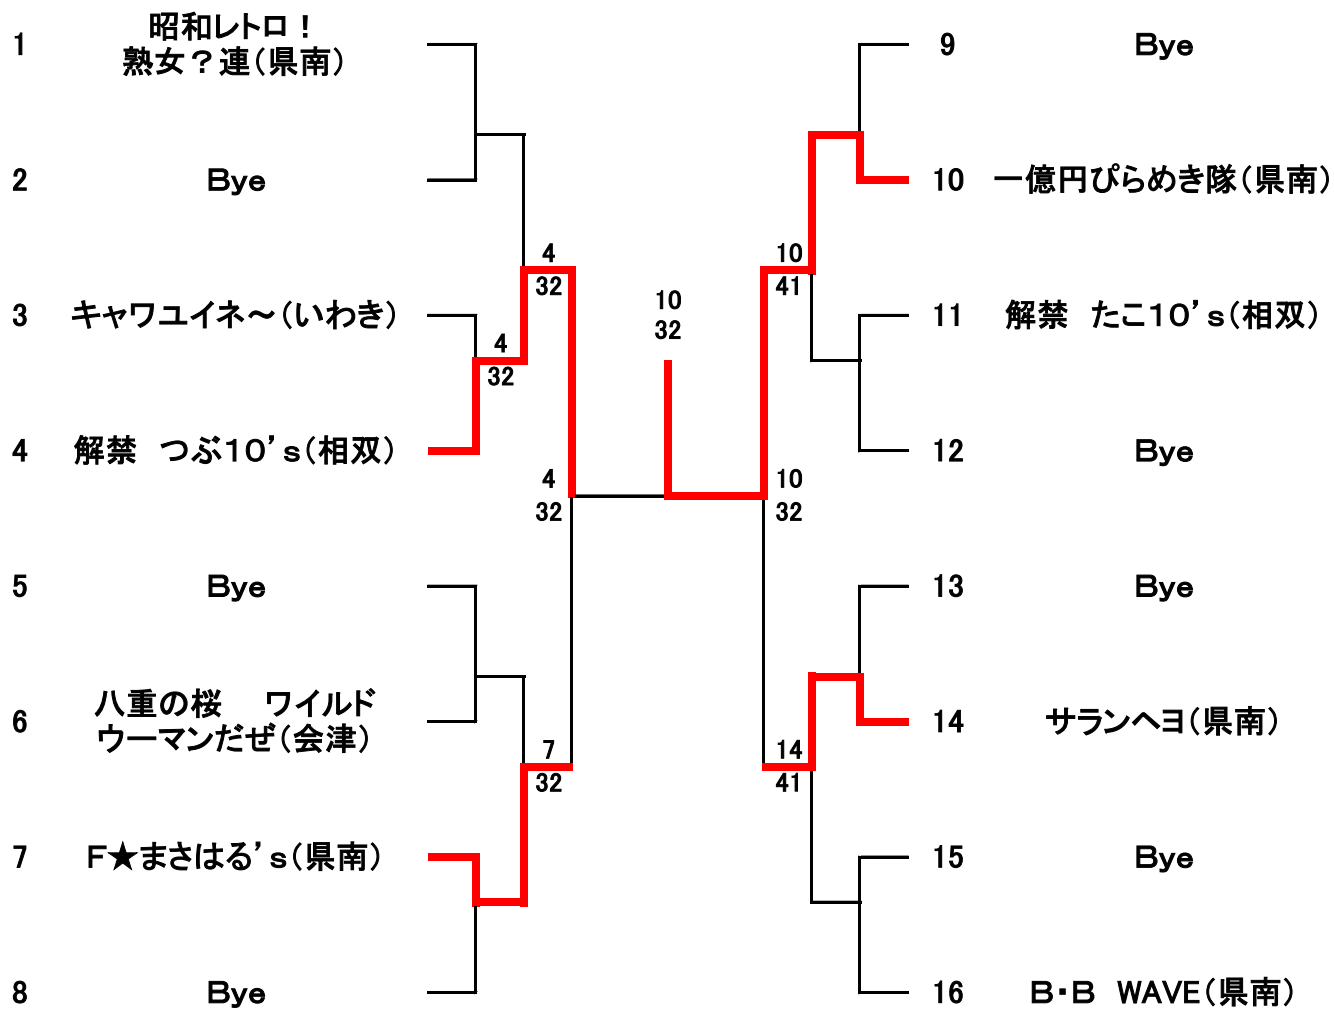 1
昭和レトロ！
熟女？連（県南）
2
Bye
3
キャワユイネ～（いわき）
4
解禁　つぶ１０’ｓ（相双）
5
Bye
6
八重の桜　ワイルド
ウーマンだぜ（会津）
7
Ｆ★まさはる’ｓ（県南）
8
Bye
4
32
4
32
4
32
7
32
10
32
10
41
10
32
14
41
9
Bye
10
一億円ぴらめき隊（県南）
11
解禁　たこ１０’ｓ（相双）
12
Bye
13
Bye
14
サランヘヨ（県南）
15
Bye
16
Ｂ・Ｂ　WAVE（県南）